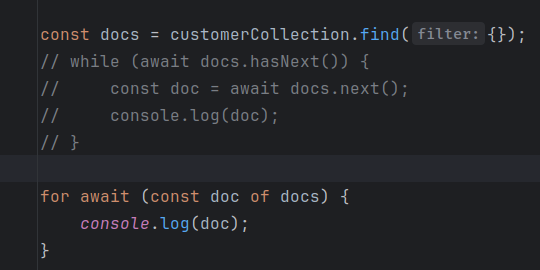 const docs = customerCollection.find( filter: {});
// while (await docs.hasNext()) {
//     const doc = await docs.next();
//     console.log(doc);
// }
for await (const doc of docs) {
    console.log(doc);
}